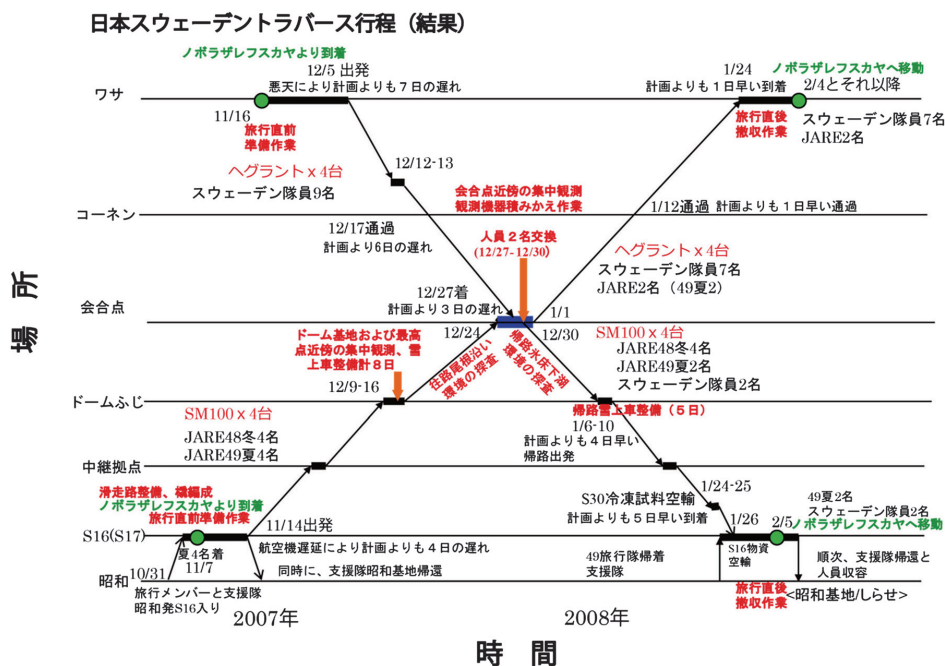 日本スウェーデントラバース行程（結果）
ノボラザレフスカヤより到着
12/5 出発
悪天により計画よりも７日の遅れ
ワサ
11/16
旅行直前
準備作業
ヘグラントｘ４台
スウェーデン隊員9名
12/12-13
1/24
計画よりも１日早い到着
ノボラザレフスカヤへ移動
2/4とそれ以降
旅行直後
撤収作業
スウェーデン隊員7名
JARE2名
会合点近傍の集中観測
観測機器積みかえ作業
コーネン
12/17通過
計画より6日の遅れ
1/12通過 計画よりも１日早い通過
人員２名交換
(12/27-12/30)
ヘグラントｘ４台
スウェーデン隊員7名
JARE2名（49夏2）
12/27着
計画より３日の遅れ
会合点
1/1
12/24
12/30
ドーム基地および最高
点近傍の集中観測、雪
上車整備計８日
往路尾根沿い
環境の探査
帰路氷床下湖
環境の探査
SM100ｘ４台
JARE48冬4名
JARE49夏2名
スウェーデン隊員2名
12/9-16
ドームふじ
帰路雪上車整備（５日）
SM100ｘ４台
JARE48冬4名
JARE49夏4名
1/6-10
計画よりも４日早い
帰路出発
中継拠点
滑走路整備、橇編成
ノボラザレフスカヤより到着
旅行直前準備作業
1/24-25
S30冷凍試料空輸
計画よりも５日早い到着
1/26
49夏2名
スウェーデン隊員2名
2/5
ノボラザレフスカヤへ移動
S16(S17)
11/14出発
夏4名着
11/7
航空機遅延により計画よりも４日の遅れ
S16物資
空輸
49旅行隊帰着
支援隊
順次、支援隊帰還と
人員収容
昭和
10/31
同時に、支援隊昭和基地帰還
旅行メンバーと支援隊
昭和発S16入り
旅行直後
撤収作業
<昭和基地/しらせ>
2007年
2008年
時　間
場　所